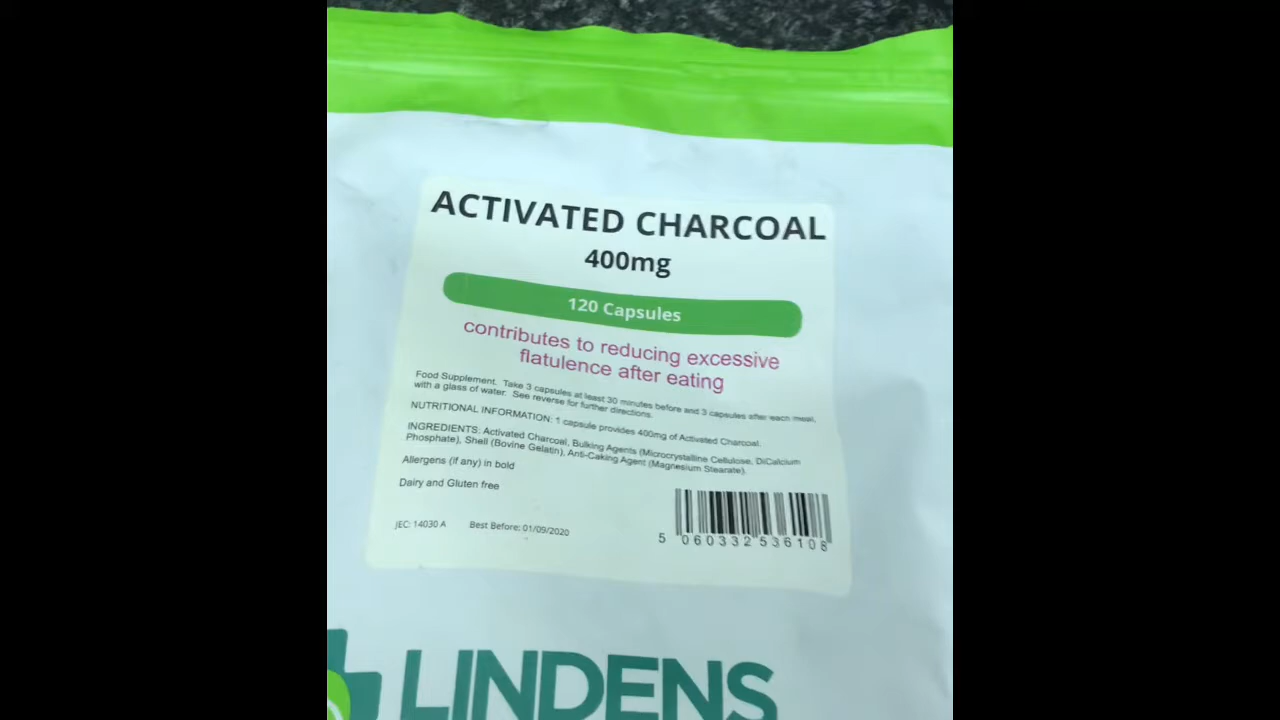 ACTIVATED CHARCOAL
400mg
120 Capsules
contributes to reducing excessive
flatulence after eating
Food Supplement. Take 3 capsules at least 30 minutes before and 3 capsules after each meal,
with a glass of water. See reverse for further directions.
NUTRITIONAL INFORMATION: 1 capsule provides 400mg of Activated Charcoal.
INGREDIENTS: Activated Charcoal, Bulking Agents (Microcrystalline Cellulose, DiCalcium
Phosphate), Shell (Bovine Gelatin), Anti-Caking Agent (Magnesium Stearate).
Allergens (if any) in bold
Dairy and Gluten free
JEC: 14030 A Best Before: 01/09/2020
5 060332 536108
LINDENS